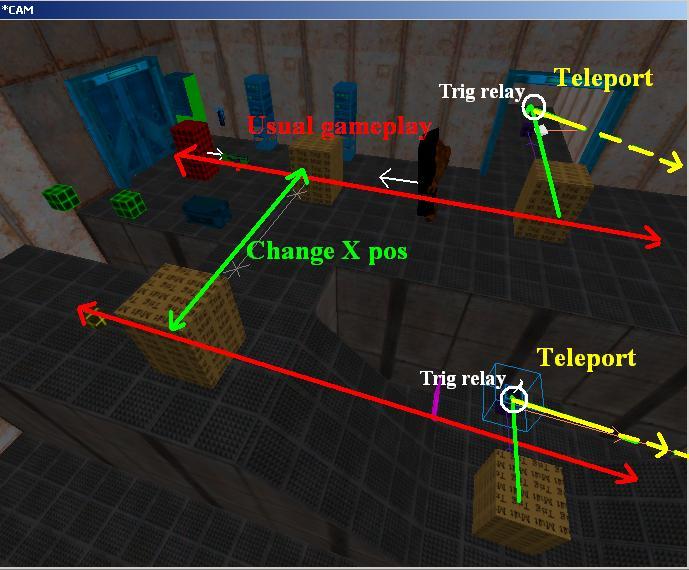 *CAM
Teleport
Trig relay
Usual gameplay
Change X pos
Teleport
Trig relay